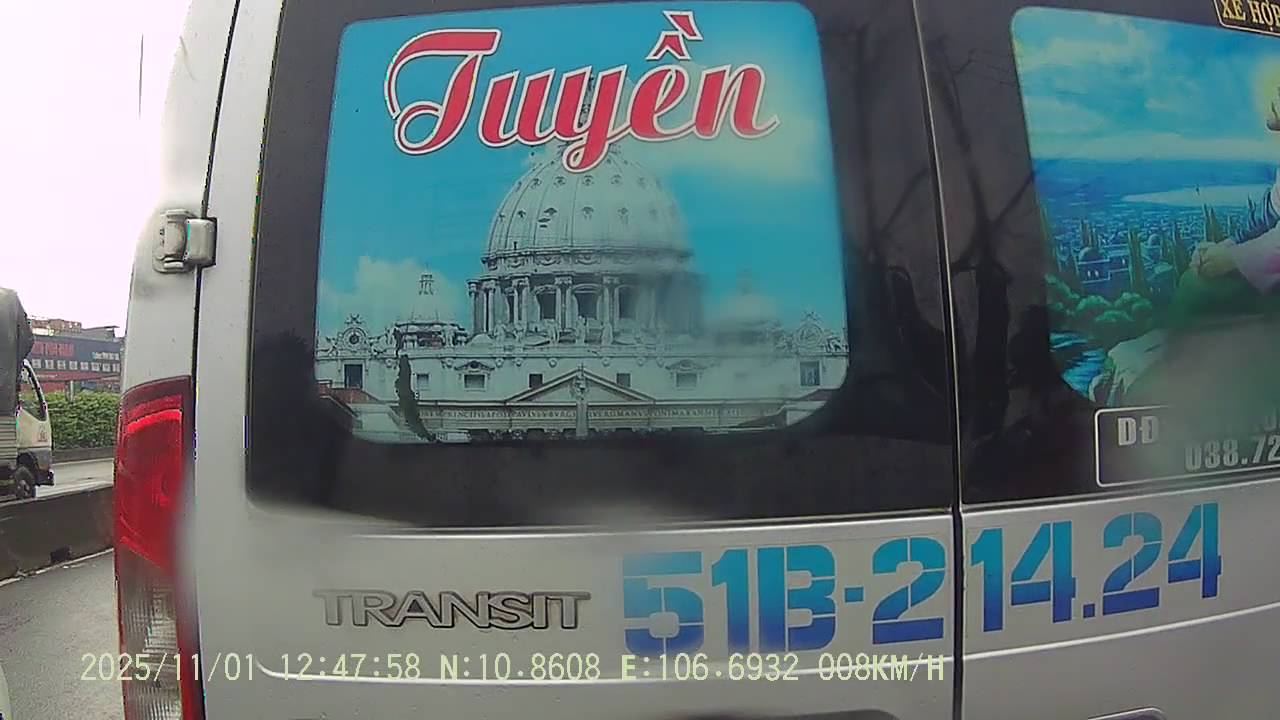 Tuyền
XE HỢP
DĐ
038.72
TRANSIT
51B-214.24
2025/11/01 12:47:58 N:10.8608 E:106.6932 008KM/H